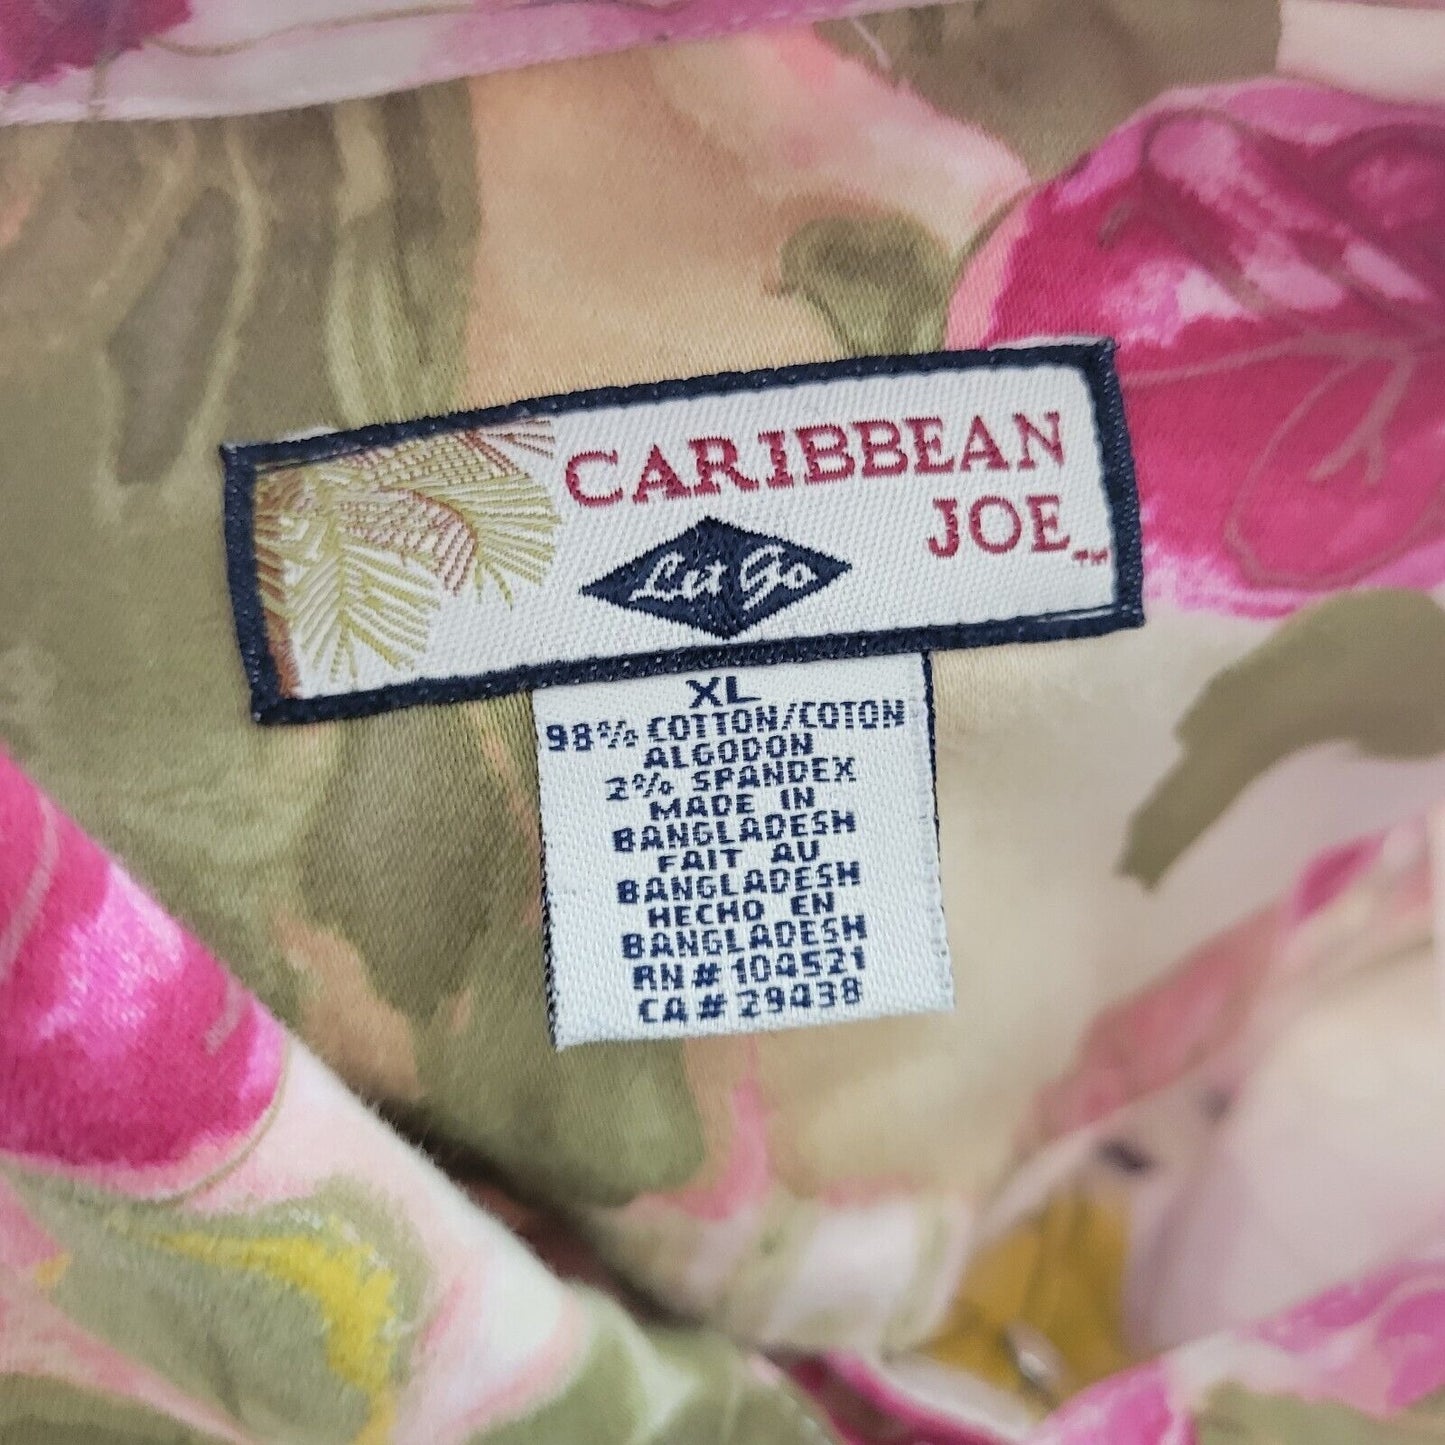 CARIBBEAN
JOE™
Let Go
XL
98% COTTON/COTON
ALGODON
2% SPANDEX
MADE IN
BANGLADESH
FAIT AU
BANGLADESH
HECHO EN
BANGLADESH
RN# 104521
CA# 29438